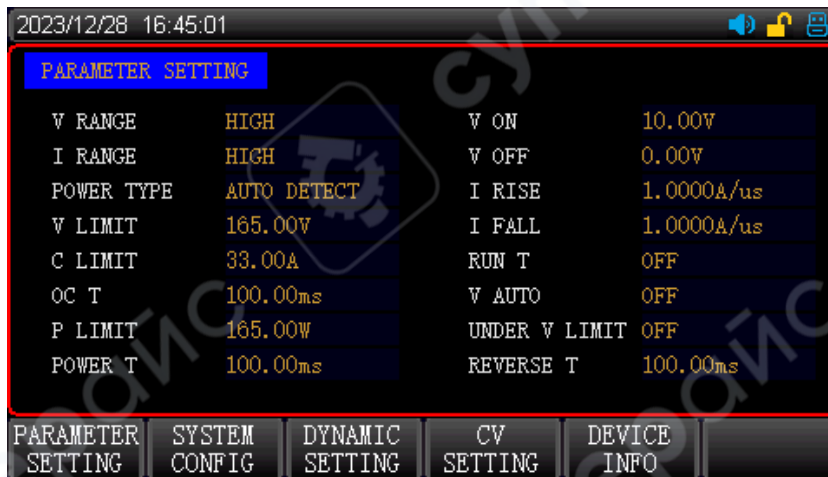 2023/12/28 16:45:01
PARAMETER SETTING
V RANGE HIGH V ON 10.00V
I RANGE HIGH V OFF 0.00V
POWER TYPE AUTO DETECT I RISE 1.0000A/us
V LIMIT 165.00V I FALL 1.0000A/us
C LIMIT 33.00A RUN T OFF
OC T 100.00ms V AUTO OFF
P LIMIT 165.00W UNDER V LIMIT OFF
POWER T 100.00ms REVERSE T 100.00ms
PARAMETER SETTING SYSTEM CONFIG DYNAMIC SETTING CV SETTING DEVICE INFO